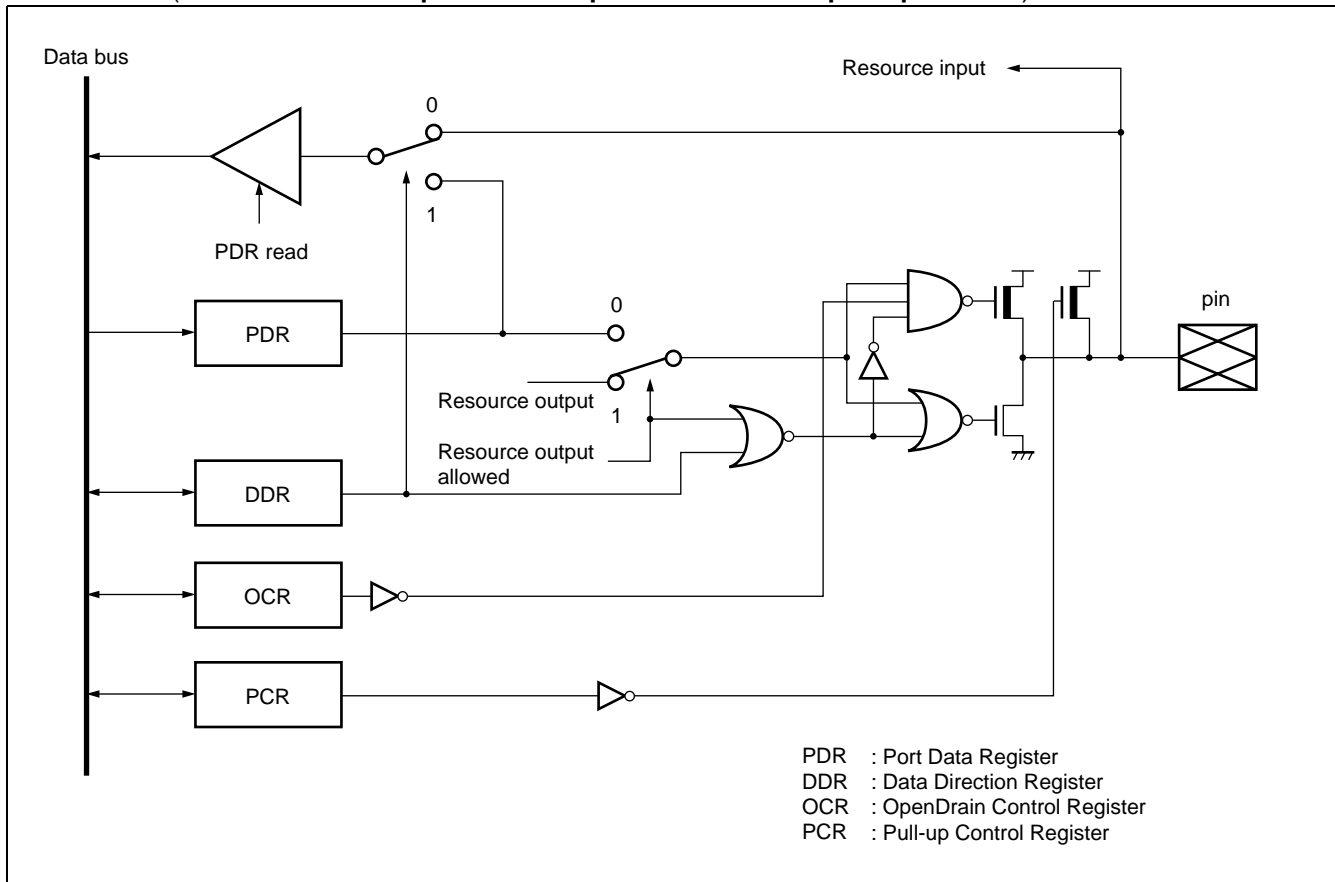 Data bus
Resource input
0
1
PDR read
PDR
0
pin
Resource output
1
Resource output
allowed
DDR
OCR
PCR
PDR : Port Data Register
DDR : Data Direction Register
OCR : OpenDrain Control Register
PCR : Pull-up Control Register